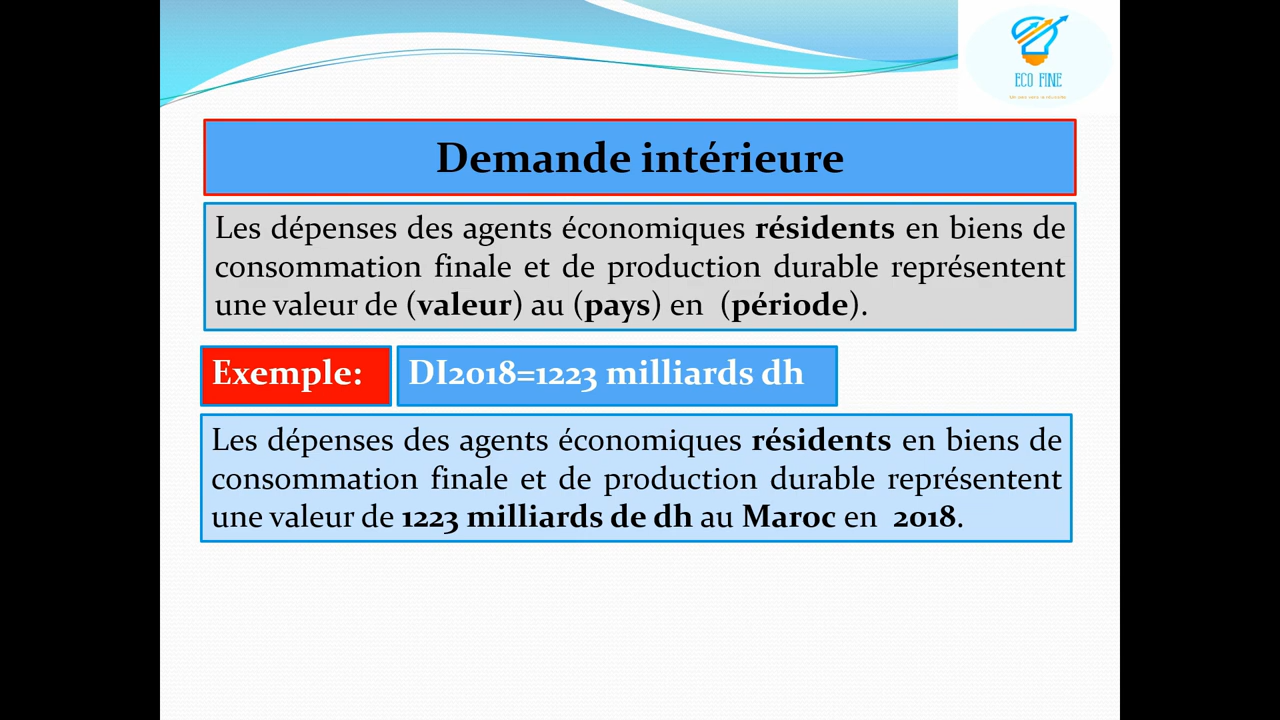 ECO FINE
Demande intérieure
Les dépenses des agents économiques résidents en biens de
consommation finale et de production durable représentent
une valeur de (valeur) au (pays) en (période).
Exemple:
DI2018=1223 milliards dh
Les dépenses des agents économiques résidents en biens de
consommation finale et de production durable représentent
une valeur de 1223 milliards de dh au Maroc en 2018.